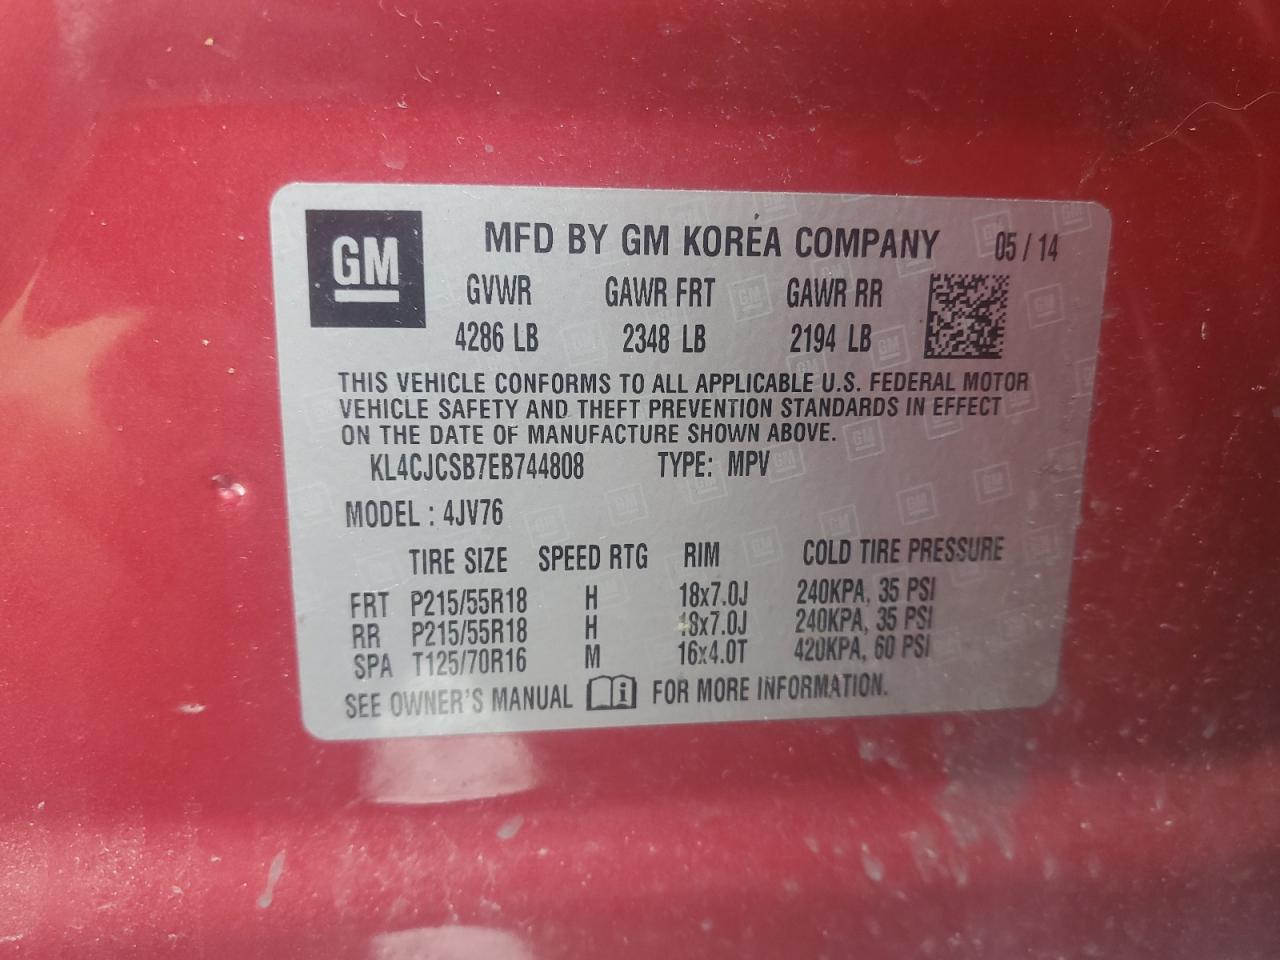 GM
MFD BY GM KORÉA COMPANY 05 / 14
GVWR GAWR FRT GAWR RR
4286 LB 2348 LB 2194 LB
THIS VEHICLE CONFORMS TO ALL APPLICABLE U.S. FEDERAL MOTOR
VEHICLE SAFETY AND THEFT PREVENTION STANDARDS IN EFFECT
ON THE DATE OF MANUFACTURE SHOWN ABOVE.
KL4CJCSB7EB744808 TYPE: MPV
MODEL : 4JV76
TIRE SIZE SPEED RTG RIM COLD TIRE PRESSURE
FRT P215/55R18 H 18x7.0J 240KPA, 35 PSI
RR P215/55R18 H 18x7.0J 240KPA, 35 PSI
SPA T125/70R16 M 16x4.0T 420KPA, 60 PSI
SEE OWNER'S MANUAL i FOR MORE INFORMATION.